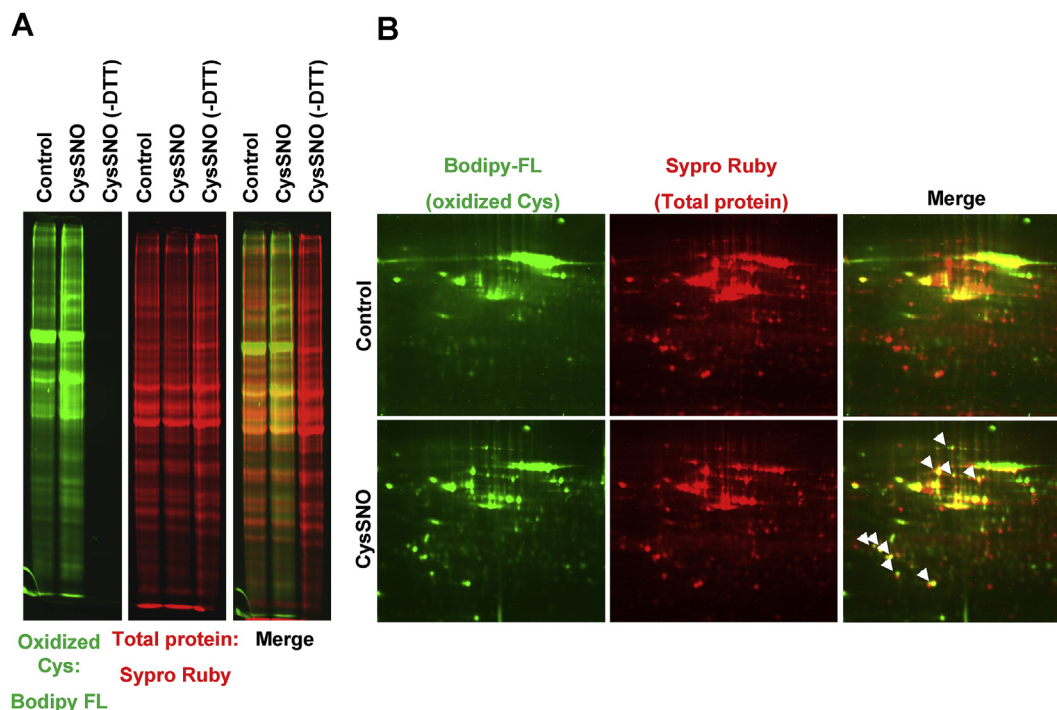 A
Control
CysSNO
CysSNO (-DTT)
Control
CysSNO
CysSNO (-DTT)
Control
CysSNO
CysSNO (-DTT)
Oxidized
Cys:
Bodipy FL
Total protein:
Sypro Ruby
Merge
B
Bodipy-FL
(oxidized Cys)
Sypro Ruby
(Total protein)
Merge
Control
CysSNO